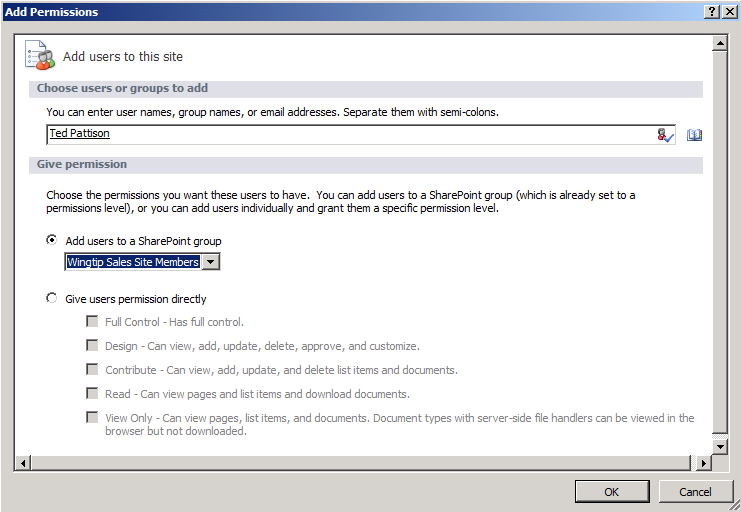 Add Permissions
Add users to this site
Choose users or groups to add
You can enter user names, group names, or email addresses. Separate them with semi-colons.
Ted Pattison
Give permission
Choose the permissions you want these users to have. You can add users to a SharePoint group (which is already set to a
permissions level), or you can add users individually and grant them a specific permission level.
Add users to a SharePoint group
Wingtip Sales Site Members
Give users permission directly
Full Control - Has full control.
Design - Can view, add, update, delete, approve, and customize.
Contribute - Can view, add, update, and delete list items and documents.
Read - Can view pages and list items and download documents.
View Only - Can view pages, list items, and documents. Document types with server-side file handlers can be viewed in the
browser but not downloaded.
OK
Cancel